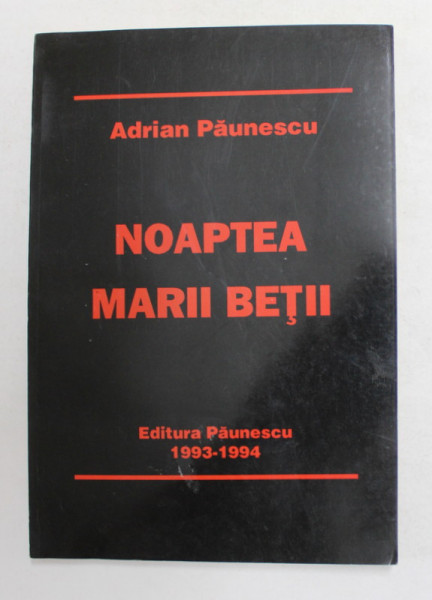 Adrian Păunescu
NOAPTEA
MARII BEŢII
Editura Păunescu
1993-1994